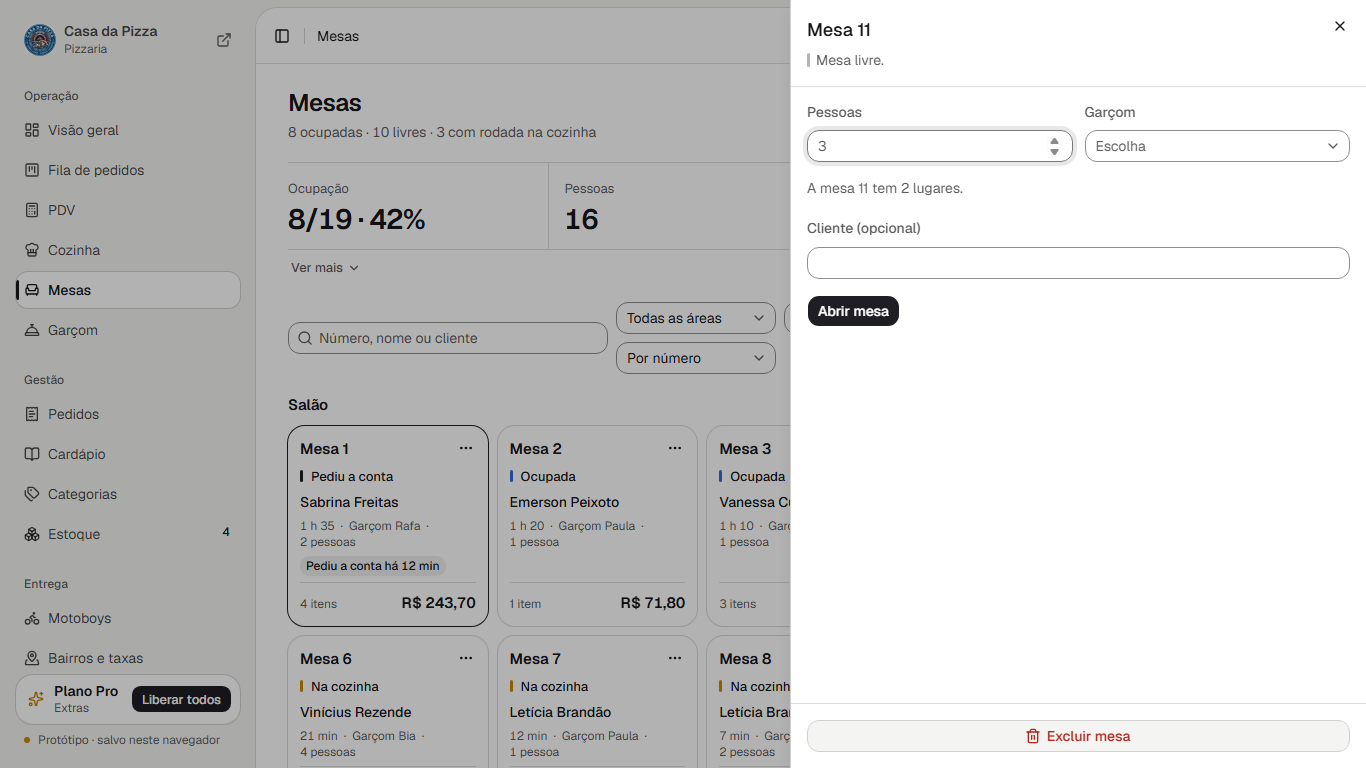 Casa da Pizza
Pizzaria
Operação
Visão geral
Fila de pedidos
PDV
Cozinha
Mesas
Garçom
Gestão
Pedidos
Cardápio
Categorias
Estoque 4
Entrega
Motoboys
Bairros e taxas
Plano Pro
Extras
Liberar todos
Protótipo · salvo neste navegador
Mesas
Mesas
8 ocupadas · 10 livres · 3 com rodada na cozinha
Ocupação
8/19 · 42%
Pessoas
16
Ver mais
Número, nome ou cliente
Todas as áreas
Por número
Salão
Mesa 1
Pediu a conta
Sabrina Freitas
1 h 35 · Garçom Rafa ·
2 pessoas
Pediu a conta há 12 min
4 itens R$ 243,70
Mesa 2
Ocupada
Emerson Peixoto
1 h 20 · Garçom Paula ·
1 pessoa
1 item R$ 71,80
Mesa 3
Ocupada
Vanessa
1 h 10 ·
1 pessoa
3 itens
Mesa 6
Na cozinha
Vinícius Rezende
21 min · Garçom Bia ·
4 pessoas
Mesa 7
Na cozinha
Letícia Brandão
12 min · Garçom Paula ·
1 pessoa
Mesa 8
Na cozinh
Letícia
7 min ·
2 pessoas
Mesa 11
Mesa livre.
Pessoas
3
Garçom
Escolha
A mesa 11 tem 2 lugares.
Cliente (opcional)
Abrir mesa
Excluir mesa